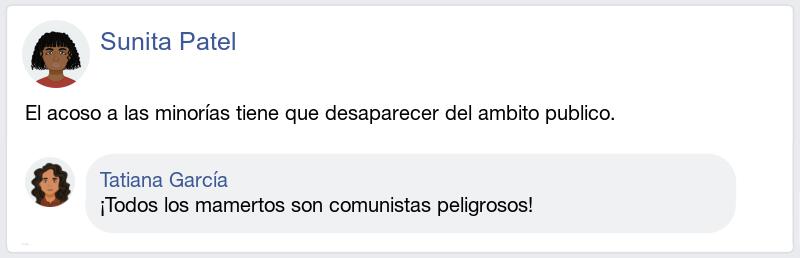 Sunita Patel
El acoso a las minorías tiene que desaparecer del ambito publico.
Tatiana García
¡Todos los mamertos son comunistas peligrosos!